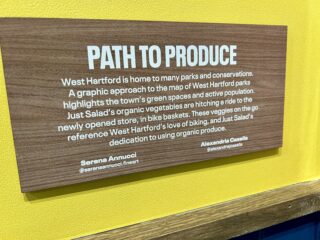 PATH TO PRODUCE
West Hartford is home to many parks and conservations.
A graphic approach to the map of West Hartford parks
highlights the town's green spaces and active population.
Just Salad's organic vegetables are hitching a ride to the
newly opened store, in bike baskets. These veggies on the go
reference West Hartford's love of biking, and Just Salad's
dedication to using organic produce.
Serena Annucci
@serenaannucci.fineart
Alexandria Casella